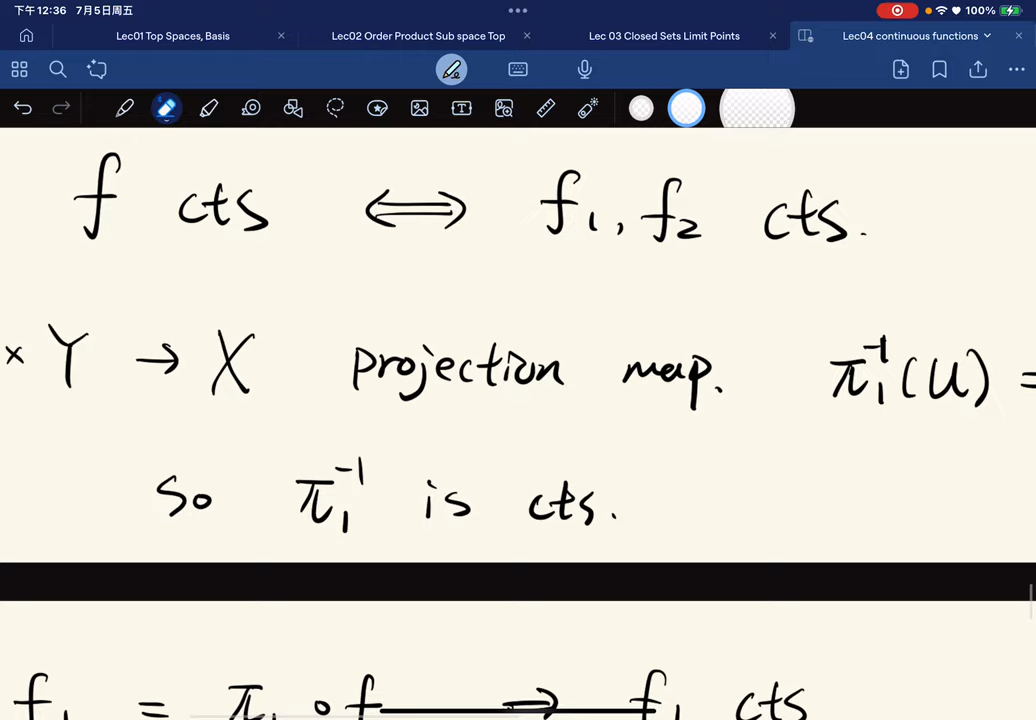 下午12:36 7月5日周五
100%
Lec01 Top Spaces, Basis
Lec02 Order Product Sub space Top
Lec 03 Closed Sets Limit Points
Lec04 continuous functions
f cts ⟺ f₁, f₂ cts.
× Y → X projection map. π₁⁻¹(U) =
So π₁⁻¹ is cts.
f₁ = π₁ ∘ f ⟹ f₁ cts